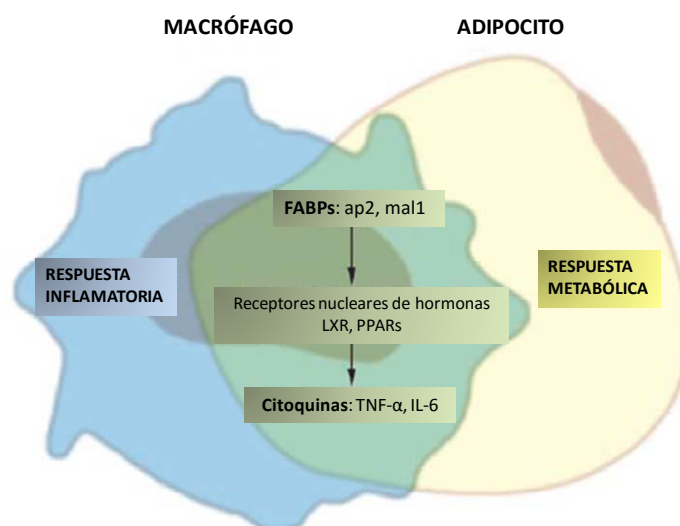 MACRÓFAGO
ADIPOCITO
FABPs: ap2, mal1
RESPUESTA
INFLAMATORIA
RESPUESTA
METABÓLICA
Receptores nucleares de hormonas
LXR, PPARs
Citoquinas: TNF-α, IL-6